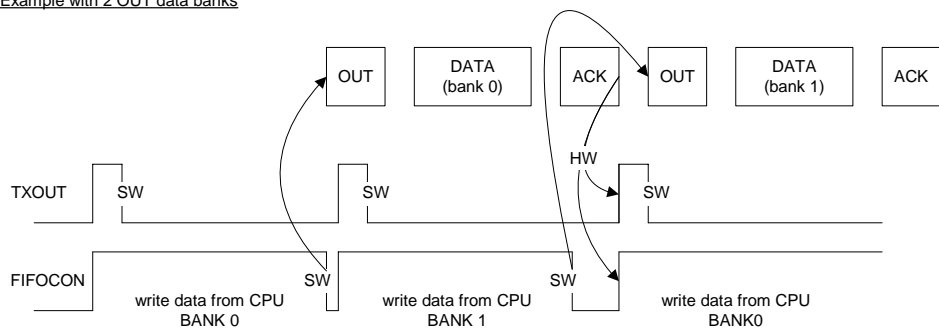 Example with 2 OUT data banks
OUT
DATA
(bank 0)
ACK
OUT
DATA
(bank 1)
ACK
HW
TXOUT
SW
SW
SW
FIFOCON
SW
SW
write data from CPU
BANK 0
write data from CPU
BANK 1
write data from CPU
BANK0